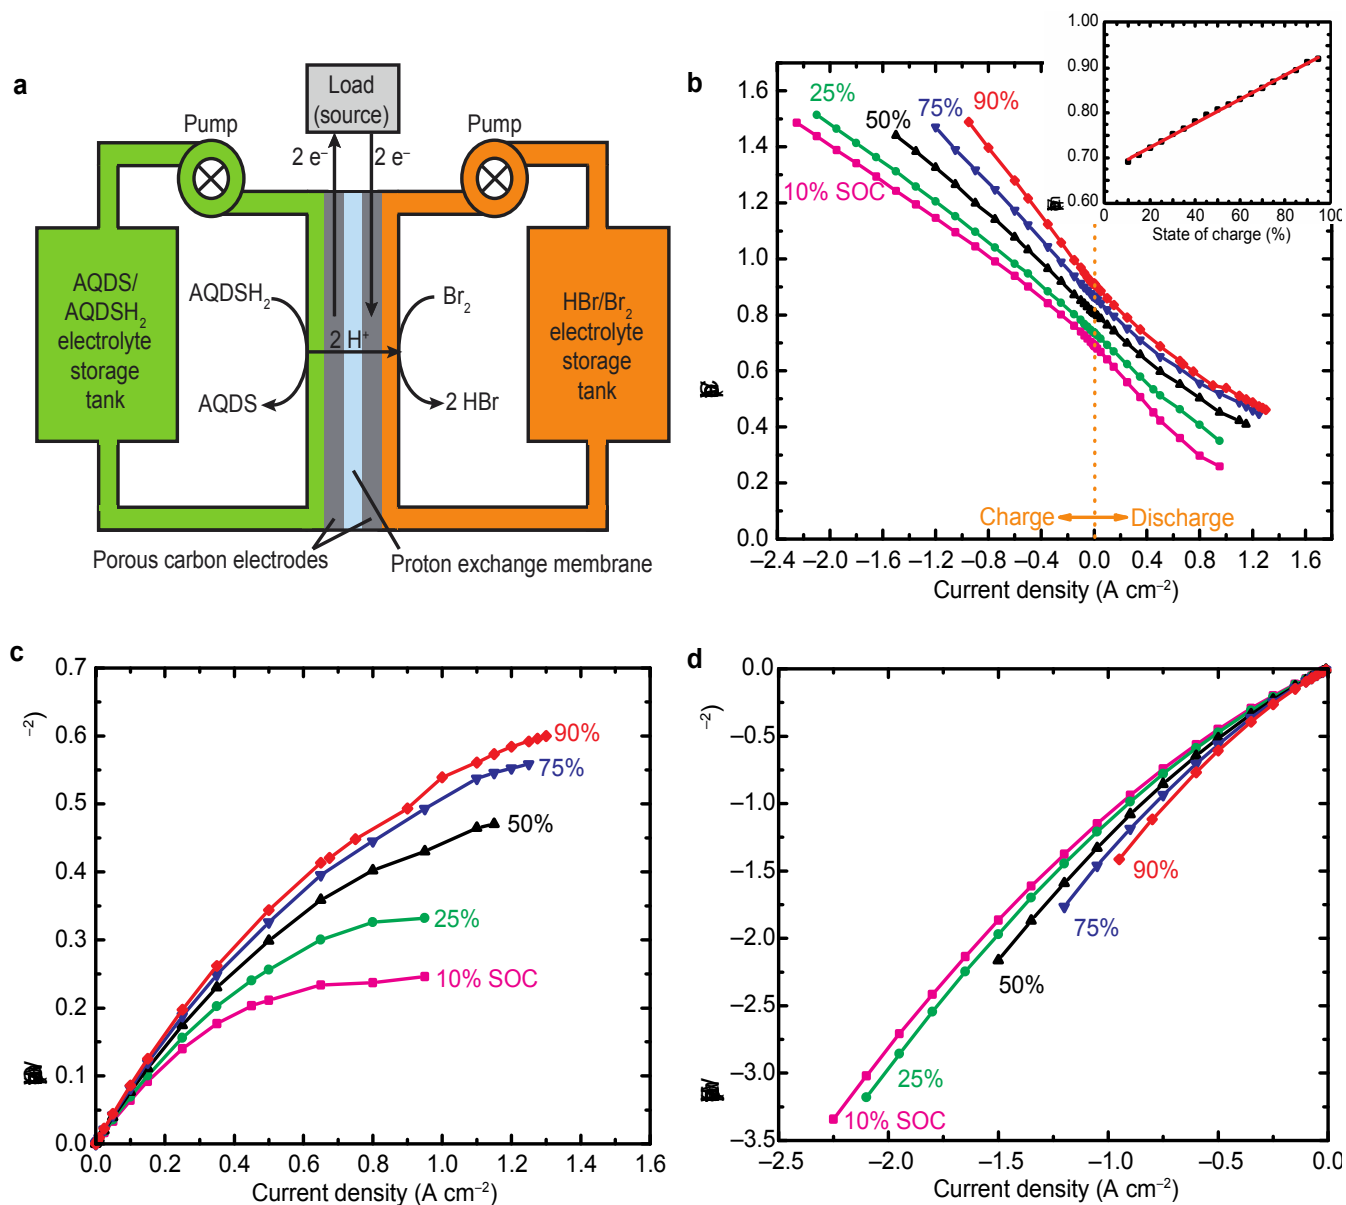 a
Load
(source)
Pump
Pump
2 e⁻
2 e⁻
AQDS/
AQDSH₂
electrolyte
storage
tank
AQDSH₂
AQDS
2 H⁺
Br₂
2 HBr
HBr/Br₂
electrolyte
storage
tank
Porous carbon electrodes
Proton exchange membrane
b
1.6
1.4
1.2
1.0
0.8
0.6
0.4
0.2
0.0
25%
50%
75%
90%
10% SOC
Charge
Discharge
–2.4 –2.0 –1.6 –1.2 –0.8 –0.4 0.0 0.4 0.8 1.2 1.6
Current density (A cm⁻²)
1.00
0.90
0.80
0.70
0.60
0 20 40 60 80 100
State of charge (%)
c
0.7
0.6
0.5
0.4
0.3
0.2
0.1
0.0
⁻²)
90%
75%
50%
25%
10% SOC
0.0 0.2 0.4 0.6 0.8 1.0 1.2 1.4 1.6
Current density (A cm⁻²)
d
0.0
–0.5
–1.0
–1.5
–2.0
–2.5
–3.0
–3.5
⁻²)
90%
75%
50%
25%
10% SOC
–2.5 –2.0 –1.5 –1.0 –0.5 0.0
Current density (A cm⁻²)